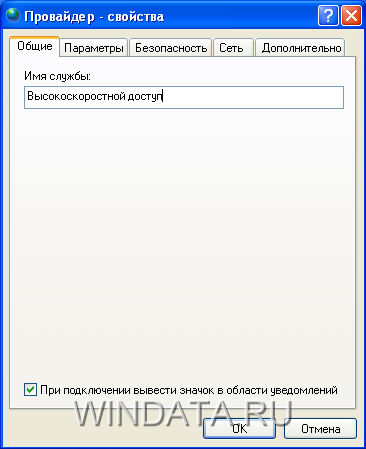 Провайдер - свойства
Общие Параметры Безопасность Сеть Дополнительно
Имя службы:
Высокоскоростной доступ
При подключении вывести значок в области уведомлений
WINDATA.RU
OK Отмена